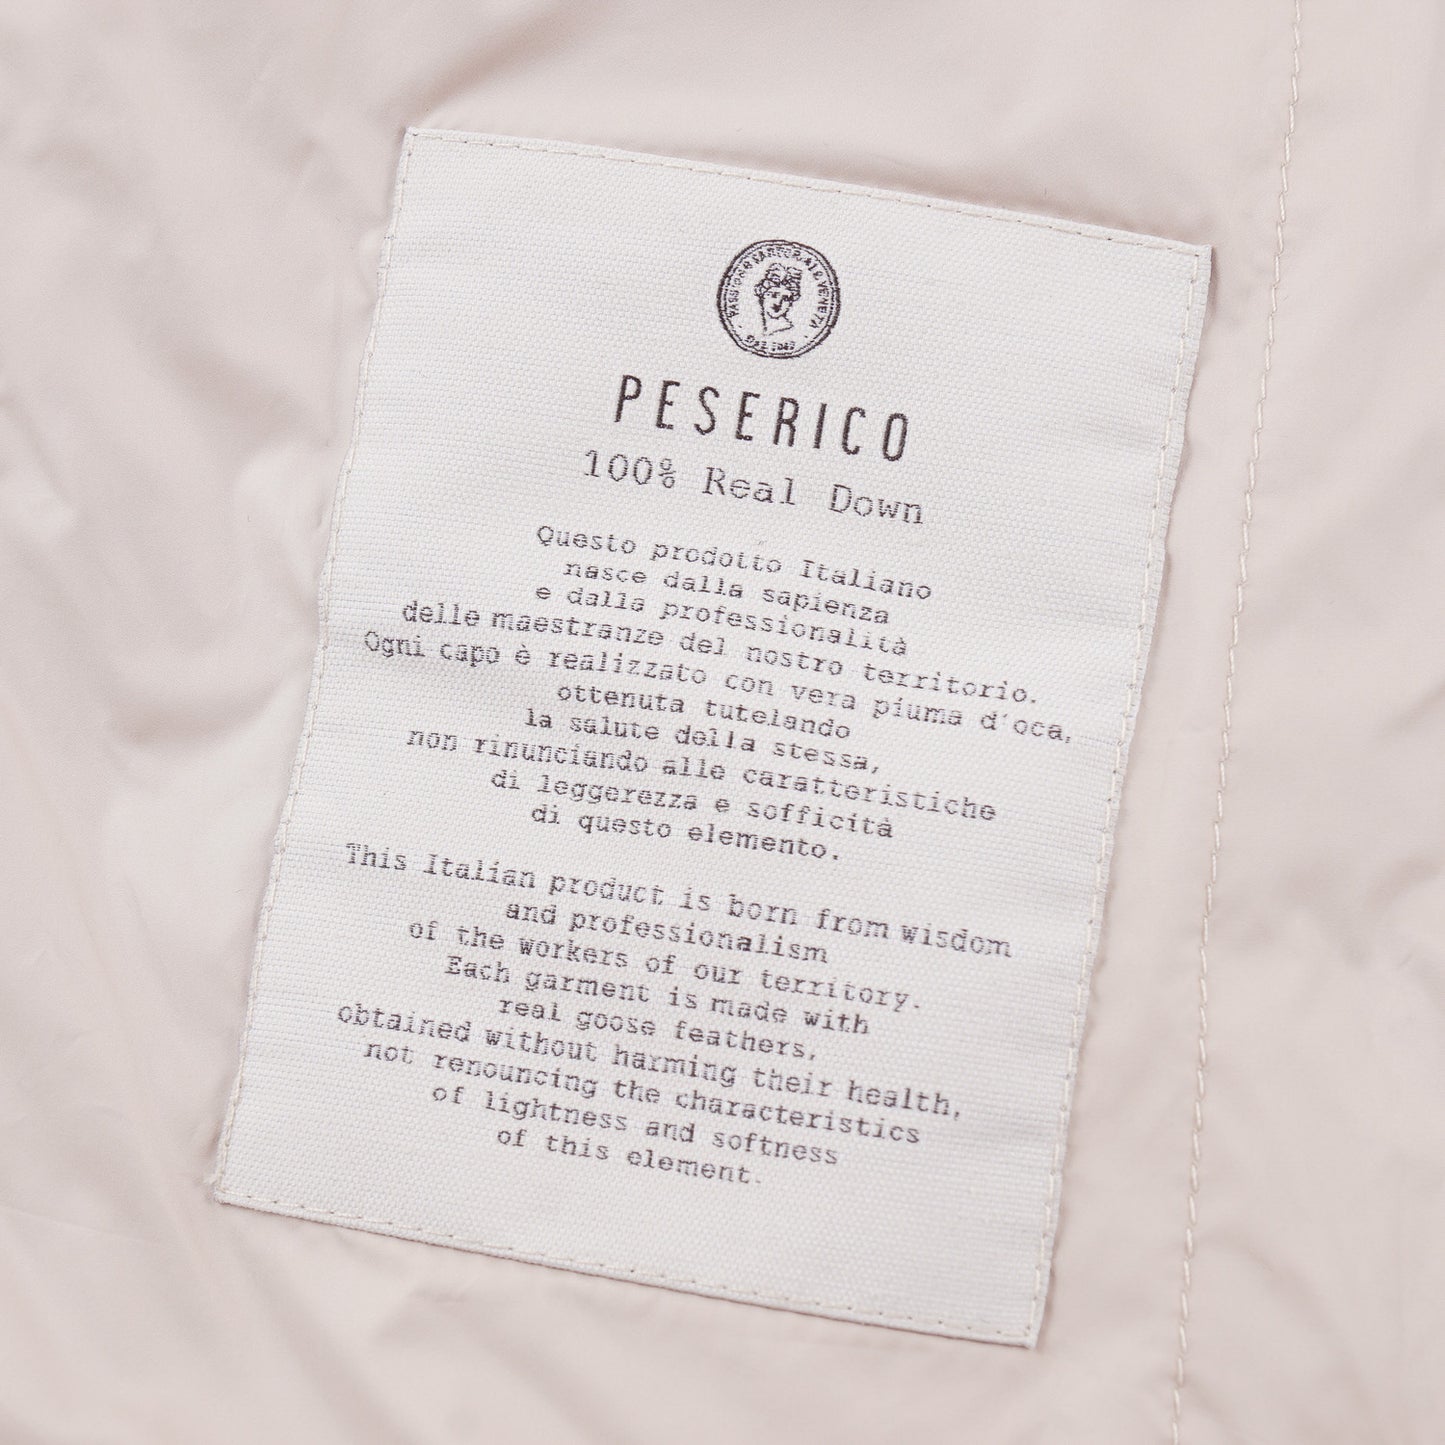 PASSIONE SARTORIALE VENETA
PESERICO
100% Real Down
Questo prodotto Italiano
nasce dalla sapienza
e dalla professionalità
delle maestranze del nostro territorio.
Ogni capo è realizzato con vera piuma d'oca,
ottenuta tutelando
la salute della stessa,
non rinunciando alle caratteristiche
di leggerezza e sofficità
di questo elemento.
This Italian product is born from wisdom
and professionalism
of the workers of our territory.
Each garment is made with
real goose feathers,
obtained without harming their health,
not renouncing the characteristics
of lightness and softness
of this element.